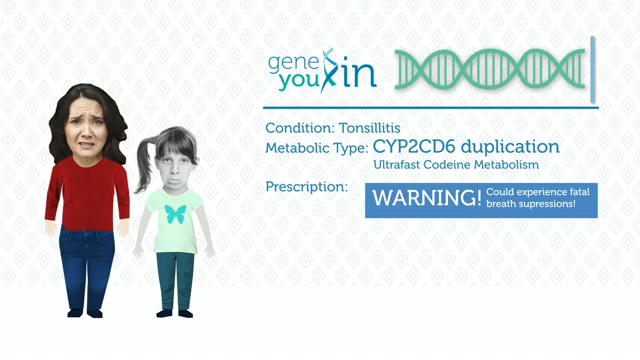 gene
you in
Condition: Tonsillitis
Metabolic Type: CYP2CD6 duplication
Ultrafast Codeine Metabolism
Prescription:
WARNING! Could experience fatal
breath supressions!